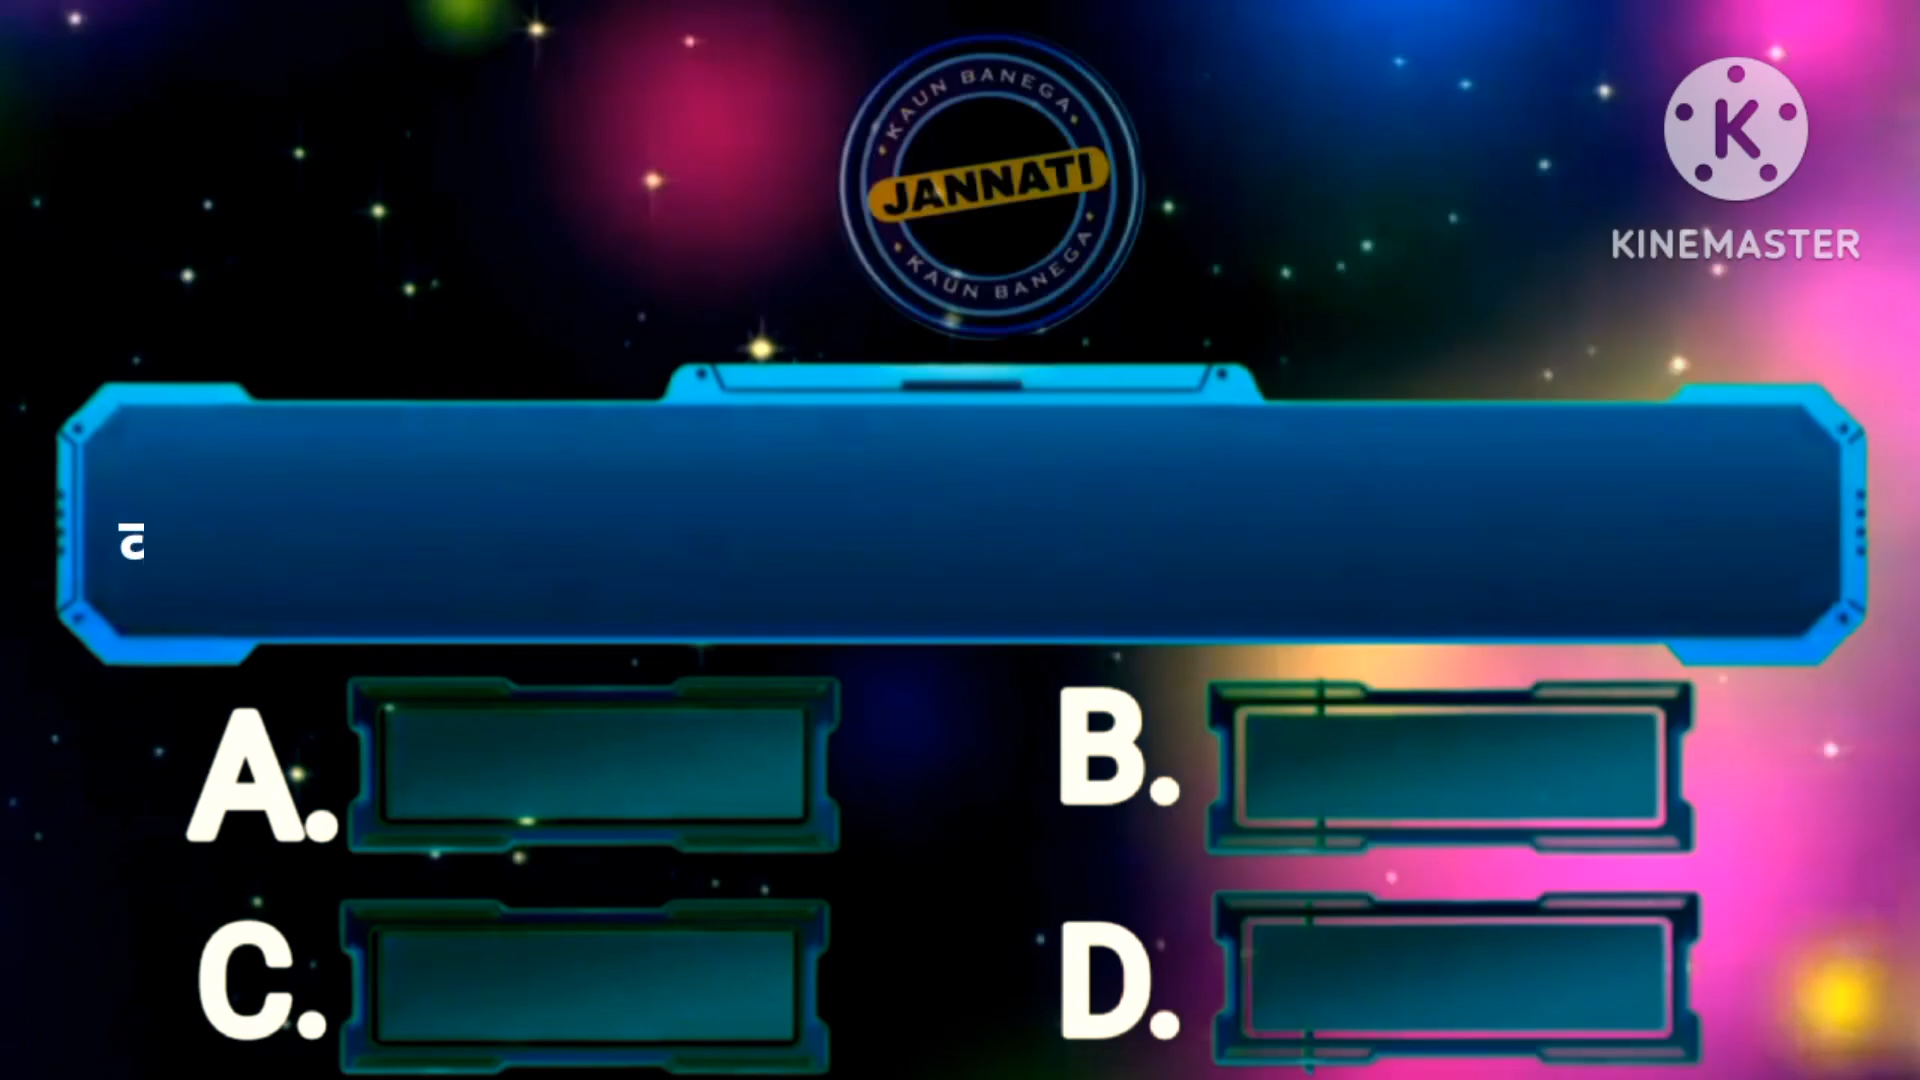 KAUN BANEGA
JANNATI
KAUN BANEGA
K
KINEMASTER
A.
B.
C.
D.